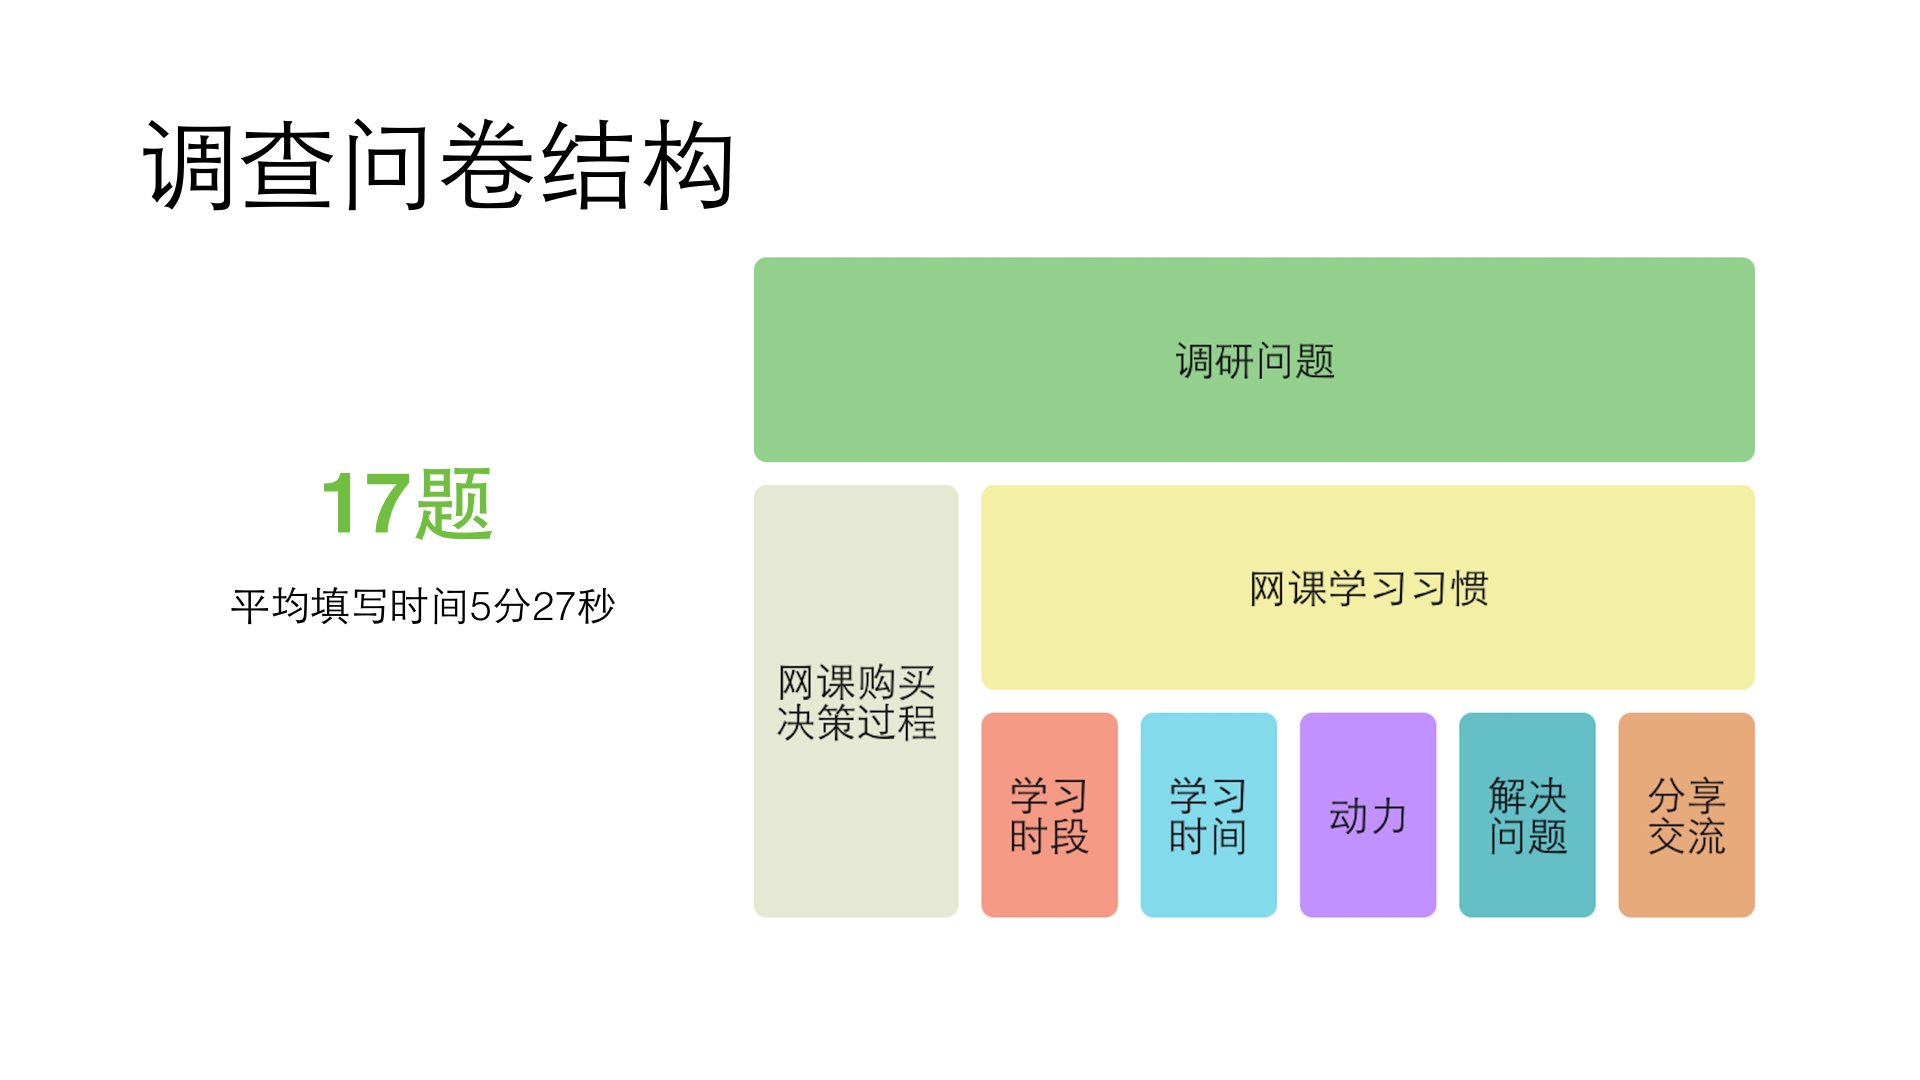 调查问卷结构
17题
平均填写时间5分27秒
调研问题
网课购买
决策过程
网课学习习惯
学习
时段
学习
时间
动力
解决
问题
分享
交流